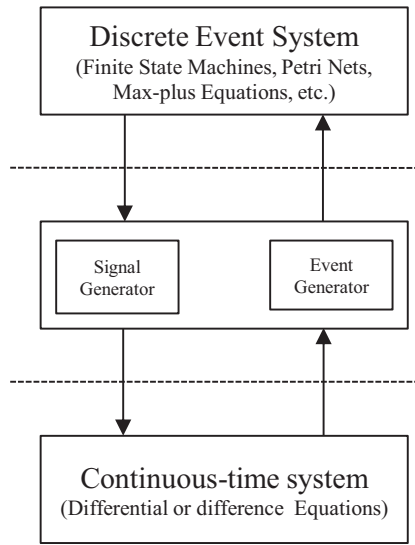 Discrete Event System
(Finite State Machines, Petri Nets,
Max-plus Equations, etc.)
Signal
Generator
Event
Generator
Continuous-time system
(Differential or difference Equations)